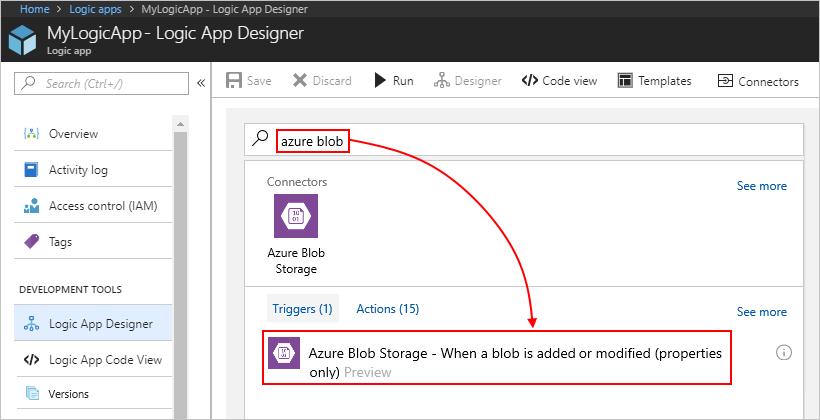 Home > Logic apps > MyLogicApp - Logic App Designer
MyLogicApp - Logic App Designer
Logic app
Search (Ctrl+/)
«
Overview
Activity log
Access control (IAM)
Tags
DEVELOPMENT TOOLS
Logic App Designer
Logic App Code View
Versions
Save Discard Run Designer Code view Templates Connectors
azure blob
Connectors
See more
Azure Blob
Storage
Triggers (1) Actions (15)
See more
Azure Blob Storage - When a blob is added or modified (properties
only) Preview